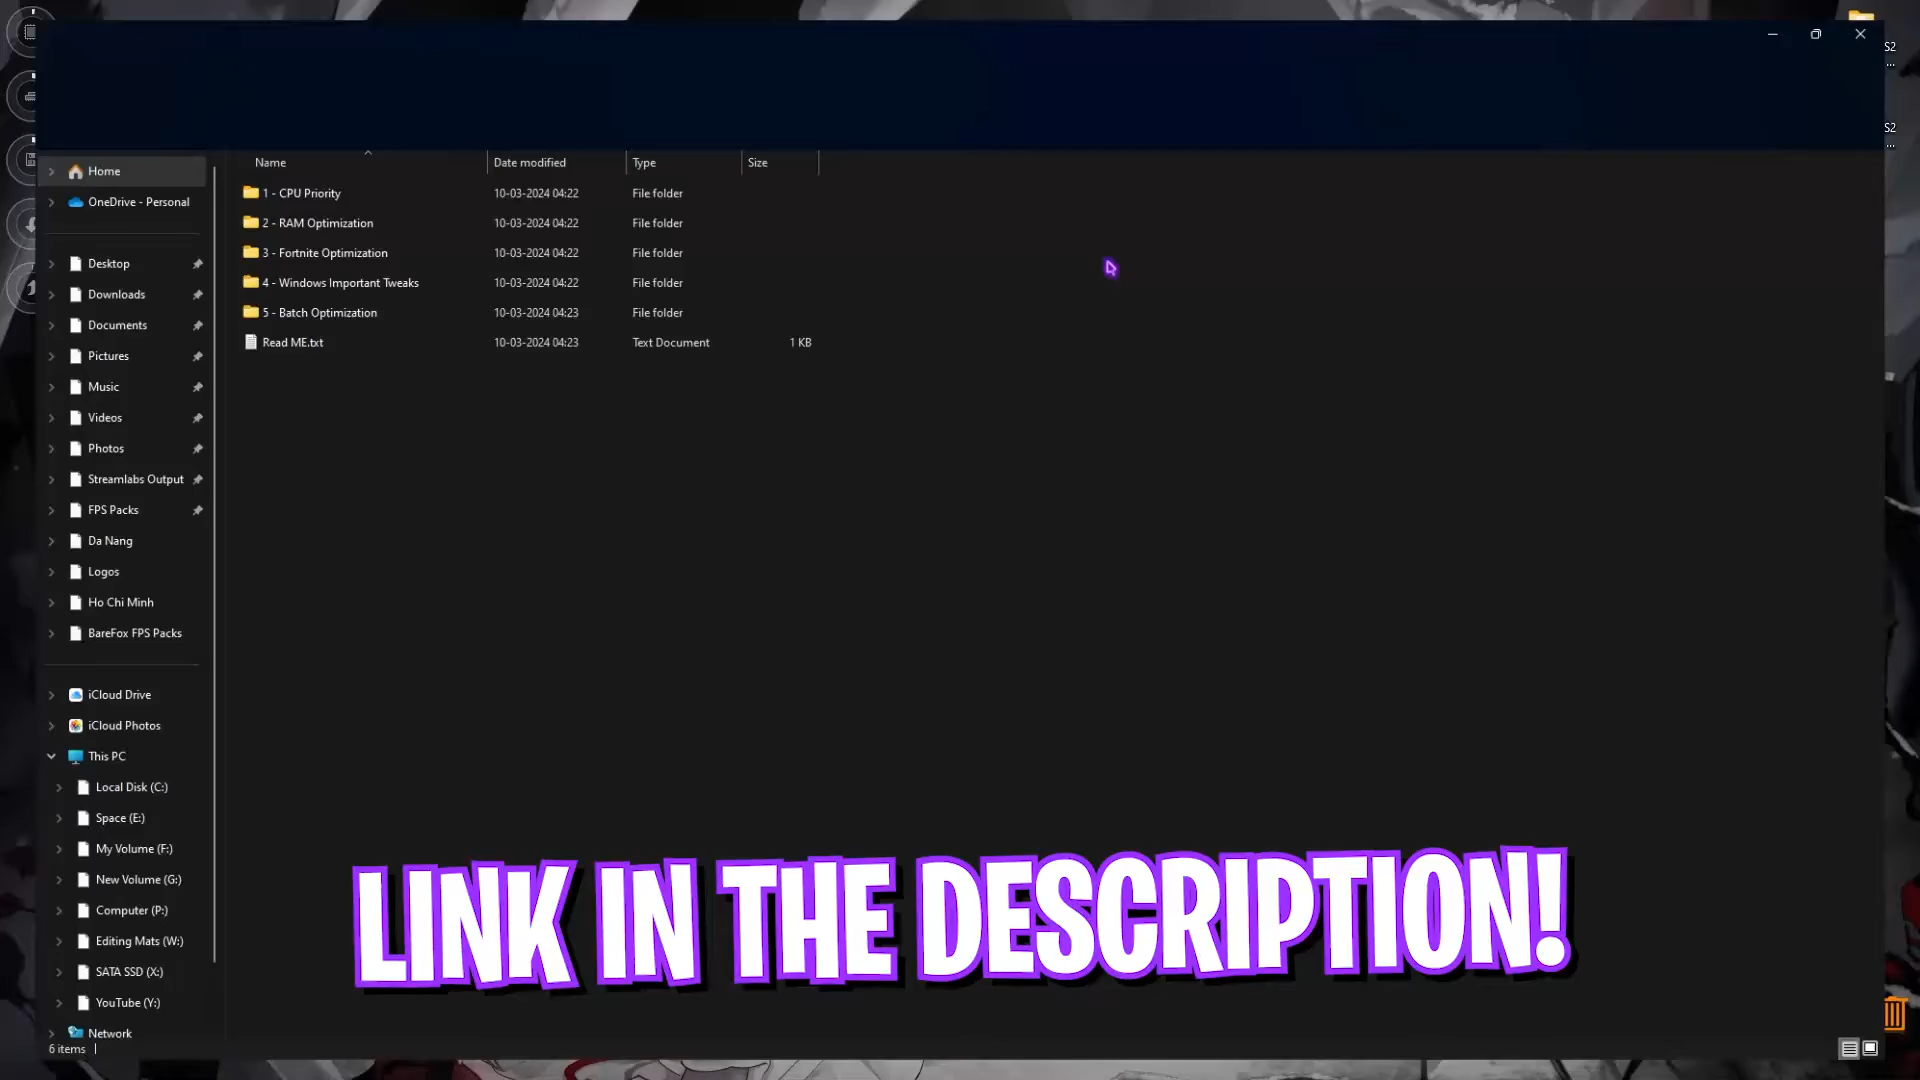 S2
...
S2
...
Name Date modified Type Size
1 - CPU Priority 10-03-2024 04:22 File folder
2 - RAM Optimization 10-03-2024 04:22 File folder
3 - Fortnite Optimization 10-03-2024 04:22 File folder
4 - Windows Important Tweaks 10-03-2024 04:22 File folder
5 - Batch Optimization 10-03-2024 04:23 File folder
Read ME.txt 10-03-2024 04:23 Text Document 1 KB
Home
OneDrive - Personal
Desktop
Downloads
Documents
Pictures
Music
Videos
Photos
Streamlabs Output
FPS Packs
Da Nang
Logos
Ho Chi Minh
BareFox FPS Packs
iCloud Drive
iCloud Photos
This PC
Local Disk (C:)
Space (E:)
My Volume (F:)
New Volume (G:)
Computer (P:)
Editing Mats (W:)
SATA SSD (X:)
YouTube (Y:)
Network
6 items
LINK IN THE DESCRIPTION!